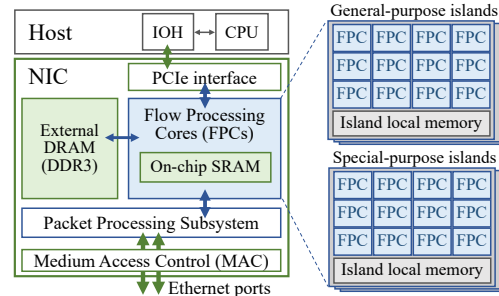 Host
IOH
CPU
NIC
PCIe interface
External
DRAM
(DDR3)
Flow Processing
Cores (FPCs)
On-chip SRAM
Packet Processing Subsystem
Medium Access Control (MAC)
Ethernet ports
General-purpose islands
FPC FPC FPC FPC
FPC FPC FPC FPC
FPC FPC FPC FPC
Island local memory
Special-purpose islands
FPC FPC FPC FPC
FPC FPC FPC FPC
FPC FPC FPC FPC
Island local memory